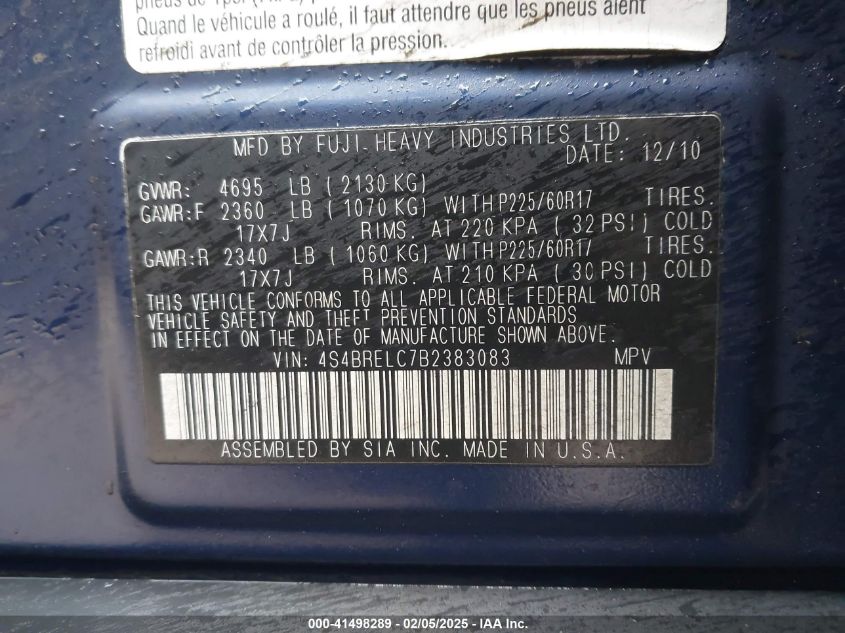 pneus de 1psi
Quand le véhicule a roulé, il faut attendre que les pneus aient
refroidi avant de contrôler la pression.
MFD BY FUJI HEAVY INDUSTRIES LTD.
DATE: 12/10
GVWR: 4695 LB ( 2130 KG)
GAWR:F 2360 LB ( 1070 KG) WITH P225/60R17 TIRES.
17X7J RIMS. AT 220 KPA ( 32 PSI) COLD
GAWR:R 2340 LB ( 1060 KG) WITH P225/60R17 TIRES.
17X7J RIMS. AT 210 KPA ( 30 PSI) COLD
THIS VEHICLE CONFORMS TO ALL APPLICABLE FEDERAL MOTOR
VEHICLE SAFETY AND THEFT PREVENTION STANDARDS
IN EFFECT ON THE DATE OF MANUFACTURE SHOWN ABOVE.
VIN: 4S4BRELC7B2383083 MPV
ASSEMBLED BY SIA INC. MADE IN U.S.A.
000-41498289 - 02/05/2025 - IAA Inc.